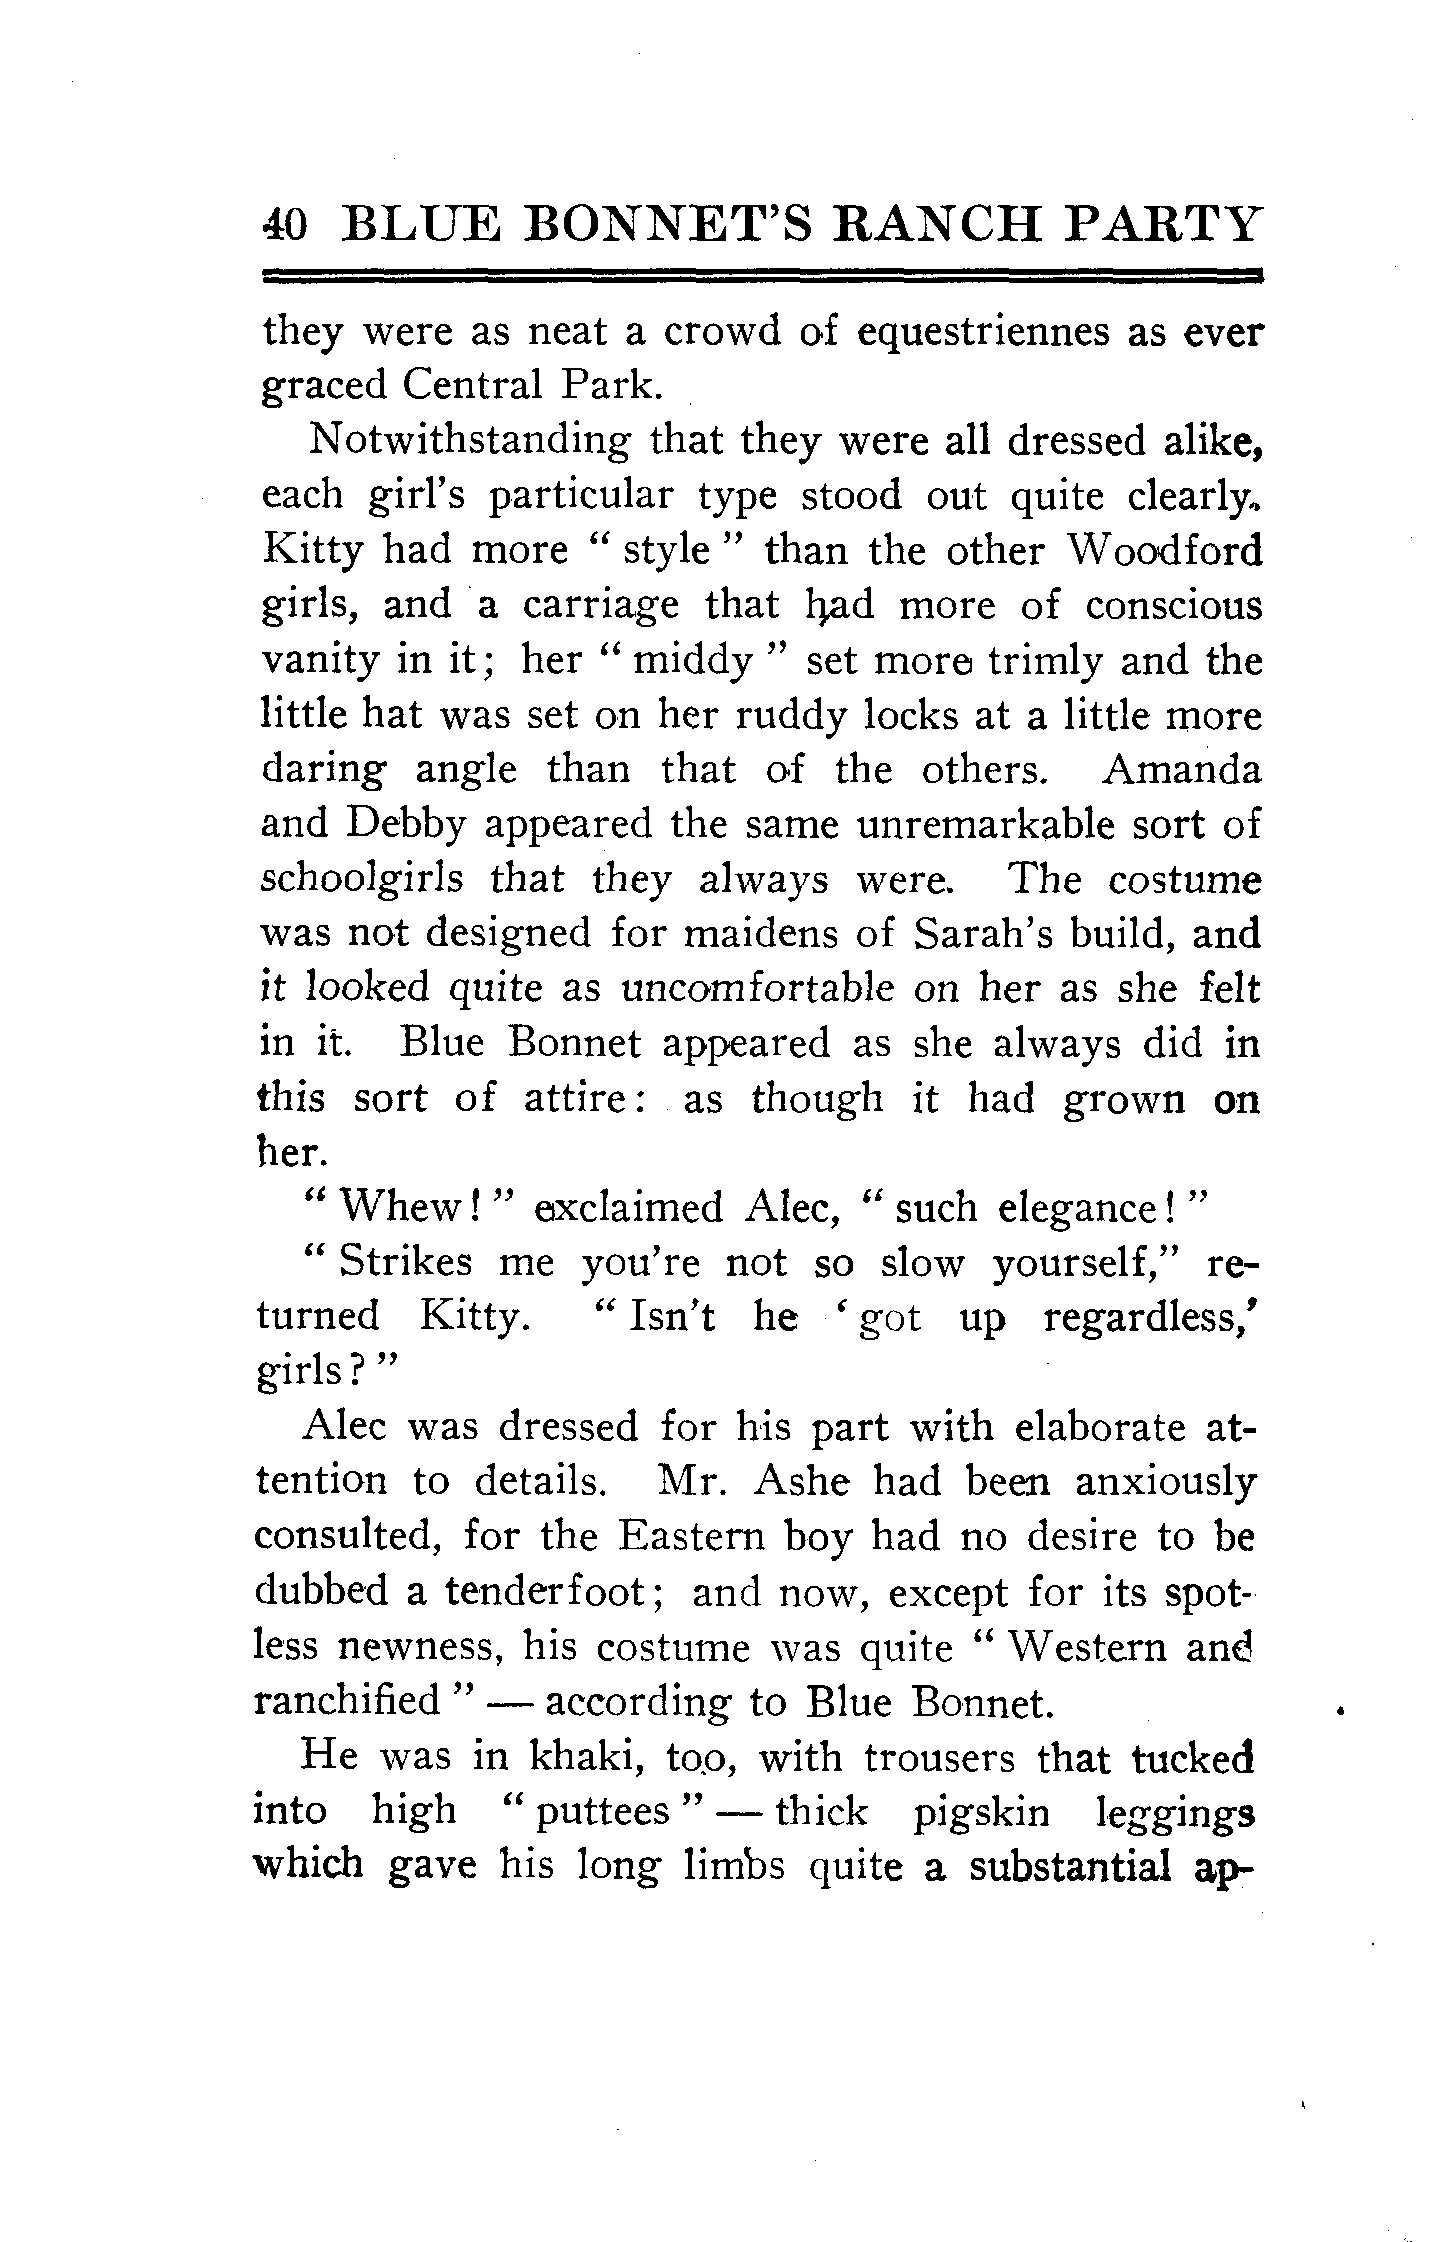 40 BLUE BONNET'S RANCH PARTY
they were as neat a crowd of equestriennes as ever
graced Central Park.
Notwithstanding that they were all dressed alike,
each girl's particular type stood out quite clearly.
Kitty had more " style " than the other Woodford
girls, and a carriage that had more of conscious
vanity in it; her " middy " set more trimly and the
little hat was set on her ruddy locks at a little more
daring angle than that of the others. Amanda
and Debby appeared the same unremarkable sort of
schoolgirls that they always were. The costume
was not designed for maidens of Sarah's build, and
it looked quite as uncomfortable on her as she felt
in it. Blue Bonnet appeared as she always did in
this sort of attire: as though it had grown on
her.
" Whew! " exclaimed Alec, " such elegance! "
" Strikes me you're not so slow yourself," re-
turned Kitty. " Isn't he ' got up regardless,'
girls? "
Alec was dressed for his part with elaborate at-
tention to details. Mr. Ashe had been anxiously
consulted, for the Eastern boy had no desire to be
dubbed a tenderfoot; and now, except for its spot-
less newness, his costume was quite " Western and
ranchified " — according to Blue Bonnet.
He was in khaki, too, with trousers that tucked
into high " puttees " — thick pigskin leggings
which gave his long limbs quite a substantial ap-